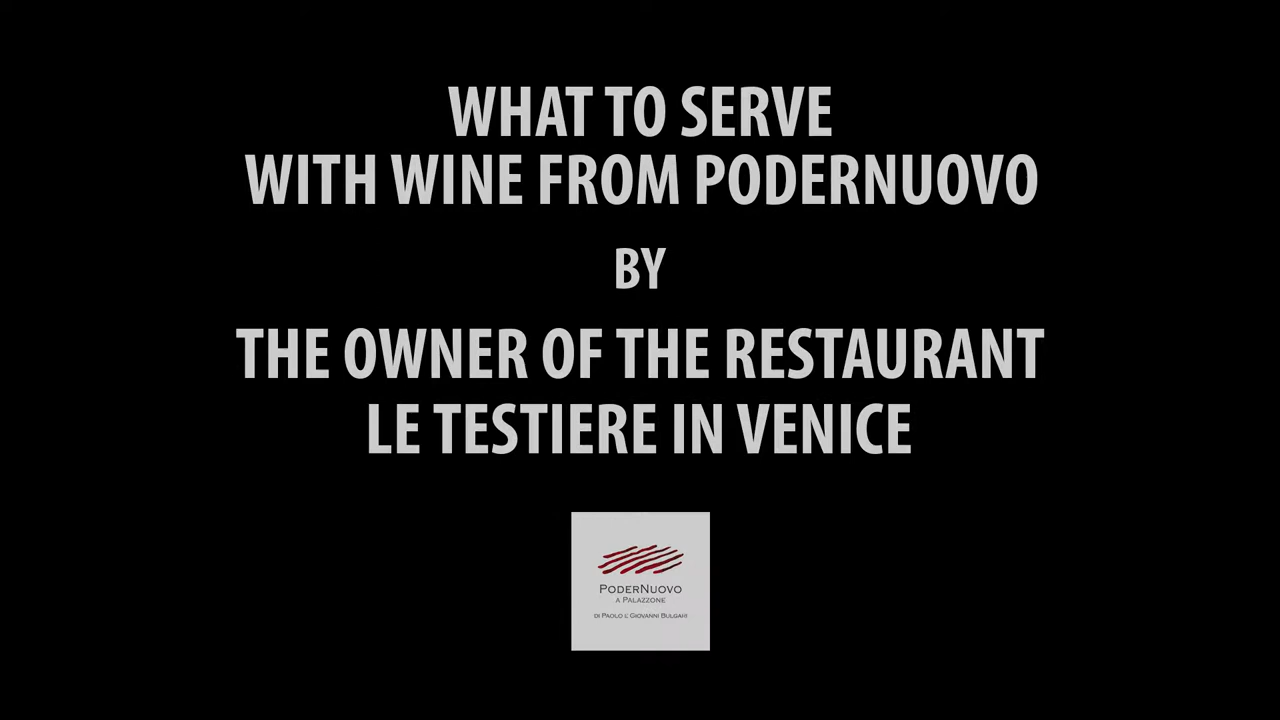 WHAT TO SERVE
WITH WINE FROM PODERNUOVO
BY
THE OWNER OF THE RESTAURANT
LE TESTIERE IN VENICE
PODERNUOVO
A PALAZZONE
DI PAOLO E GIOVANNI BULGARI